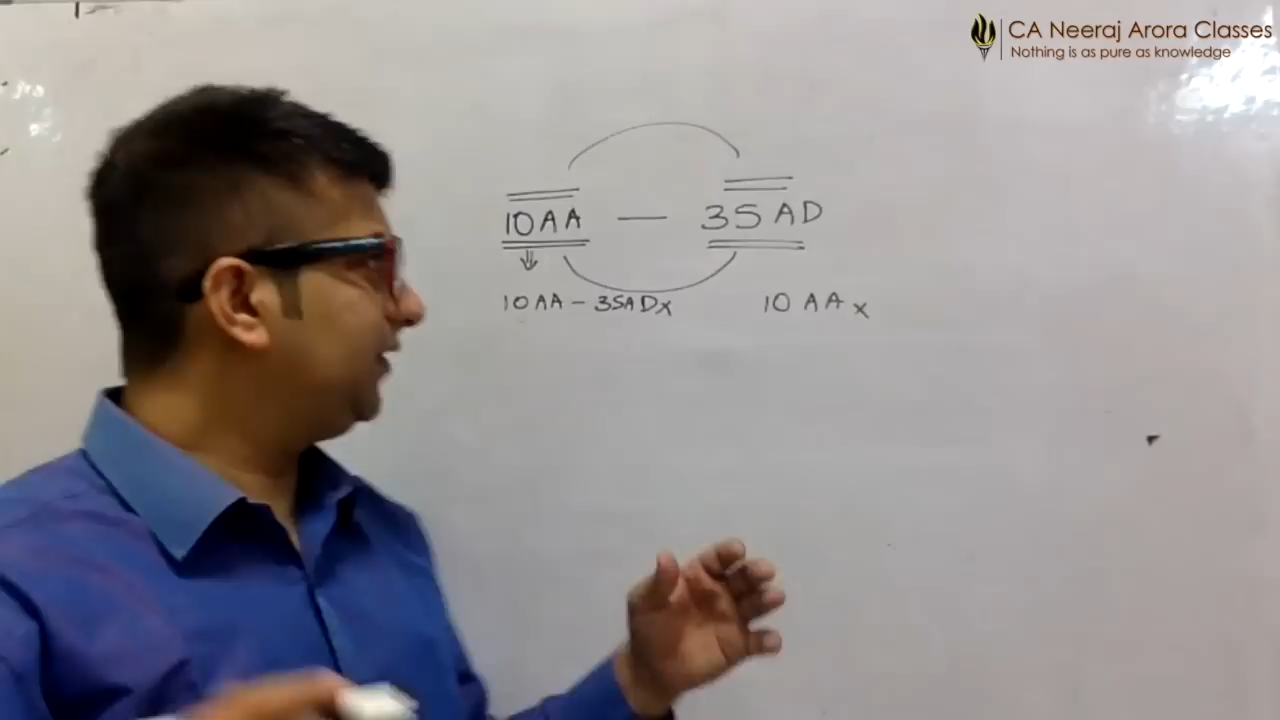 CA Neeraj Arora Classes
Nothing is as pure as knowledge
10AA — 35AD
10AA - 35ADx 10AAx